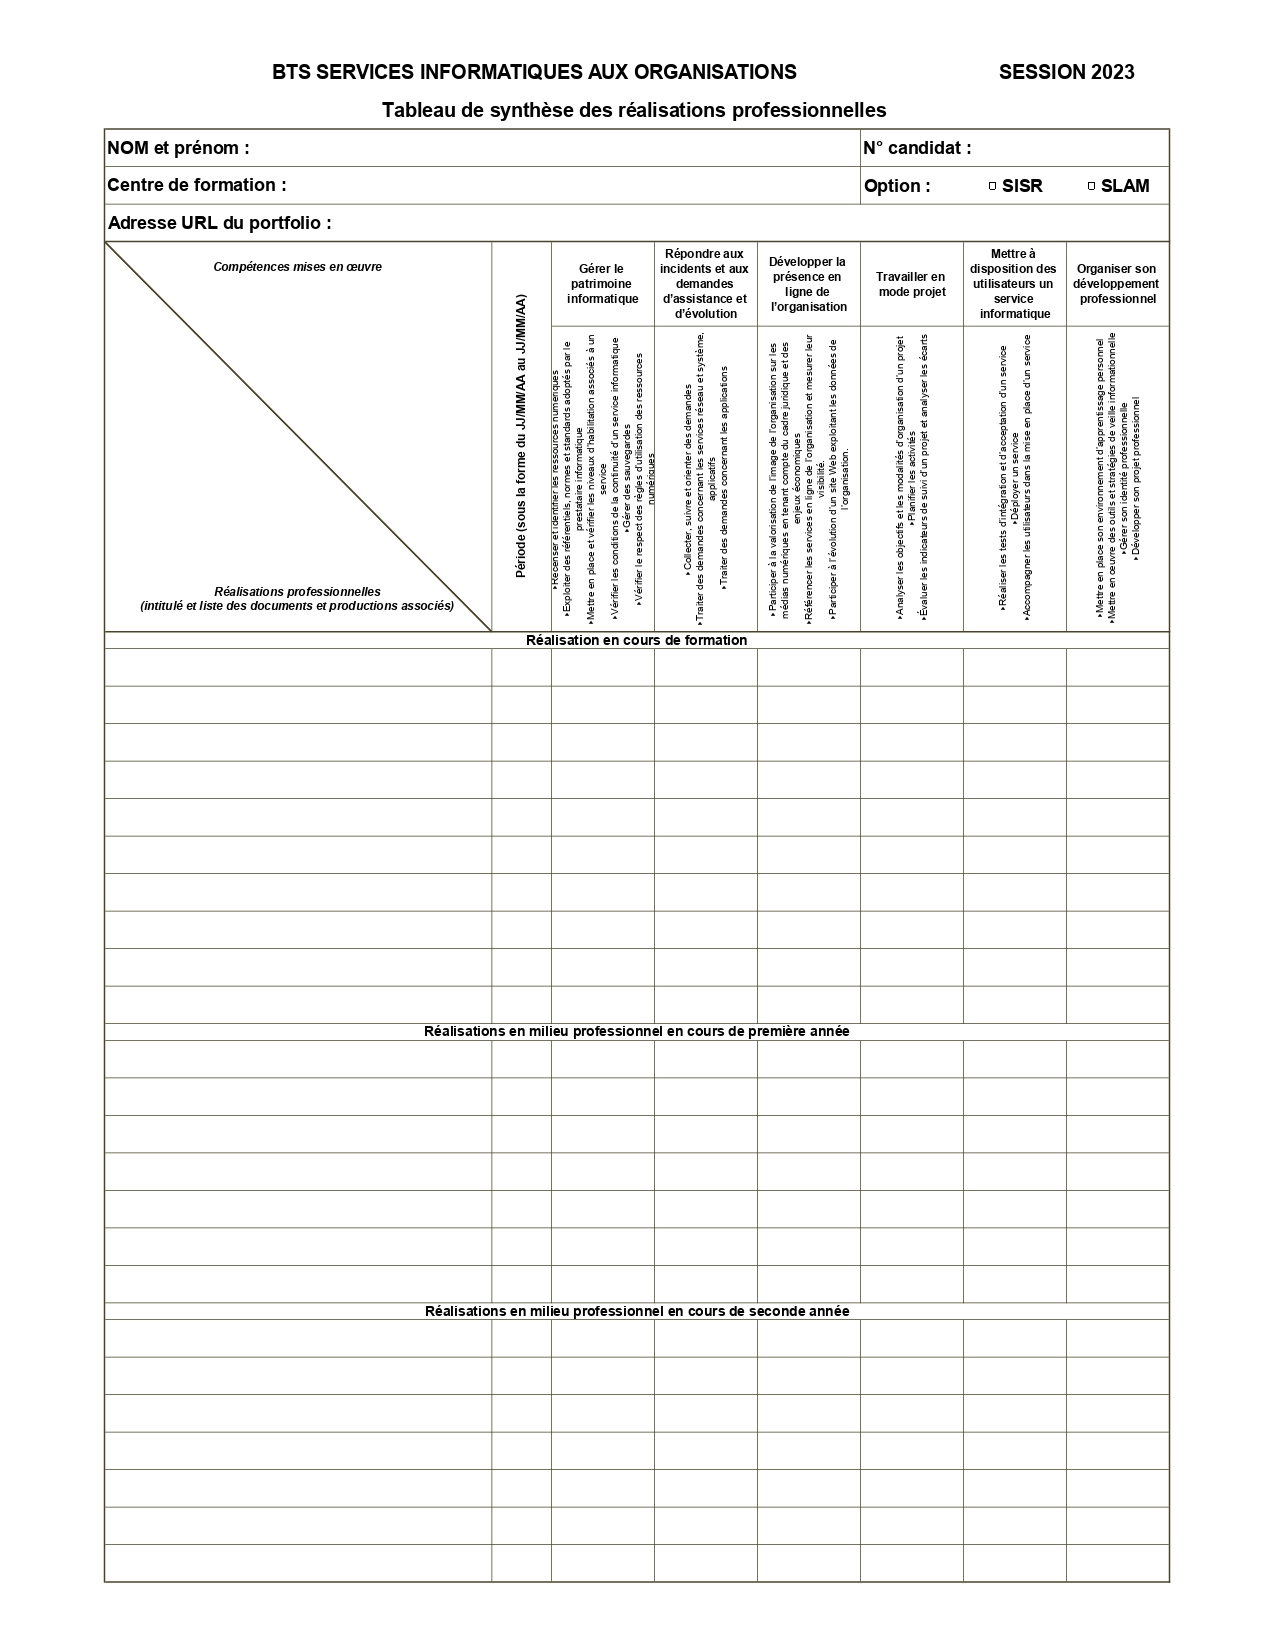 BTS SERVICES INFORMATIQUES AUX ORGANISATIONS SESSION 2023
Tableau de synthèse des réalisations professionnelles
NOM et prénom : N° candidat :
Centre de formation : Option : SISR SLAM
Adresse URL du portfolio :
Compétences mises en œuvre
Réalisations professionnelles
(intitulé et liste des documents et productions associés)
Période (sous la forme du JJ/MM/AA au JJ/MM/AA)
Gérer le
patrimoine
informatique
Répondre aux
incidents et aux
demandes
d’assistance et
d’évolution
Développer la
présence en
ligne de
l’organisation
Travailler en
mode projet
Mettre à
disposition des
utilisateurs un
service
informatique
Organiser son
développement
professionnel
‣Recenser et identifier les ressources numériques
‣Exploiter des référentiels, normes et standards adoptés par le
prestataire informatique
‣Mettre en place et vérifier les niveaux d’habilitation associés à un
service
‣Vérifier les conditions de la continuité d’un service informatique
‣Gérer des sauvegardes
‣Vérifier le respect des règles d’utilisation des ressources
numériques
‣Collecter, suivre et orienter des demandes
‣Traiter des demandes concernant les services réseau et système,
applicatifs
‣Traiter des demandes concernant les applications
‣Participer à la valorisation de l’image de l’organisation sur les
médias numériques en tenant compte du cadre juridique et des
enjeux économiques
‣Référencer les services en ligne de l’organisation et mesurer leur
visibilité.
‣Participer à l’évolution d’un site Web exploitant les données de
l’organisation.
‣Analyser les objectifs et les modalités d’organisation d’un projet
‣Planifier les activités
‣Évaluer les indicateurs de suivi d’un projet et analyser les écarts
‣Réaliser les tests d’intégration et d’acceptation d’un service
‣Déployer un service
‣Accompagner les utilisateurs dans la mise en place d’un service
‣Mettre en place son environnement d’apprentissage personnel
‣Mettre en œuvre des outils et stratégies de veille informationnelle
‣Gérer son identité professionnelle
‣Développer son projet professionnel
Réalisation en cours de formation
Réalisations en milieu professionnel en cours de première année
Réalisations en milieu professionnel en cours de seconde année